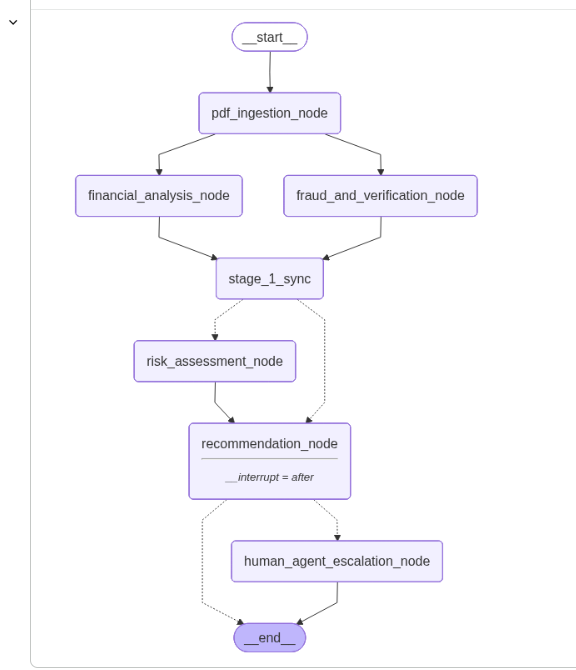 __start__
pdf_ingestion_node
financial_analysis_node
fraud_and_verification_node
stage_1_sync
risk_assessment_node
recommendation_node
__interrupt = after
human_agent_escalation_node
__end__